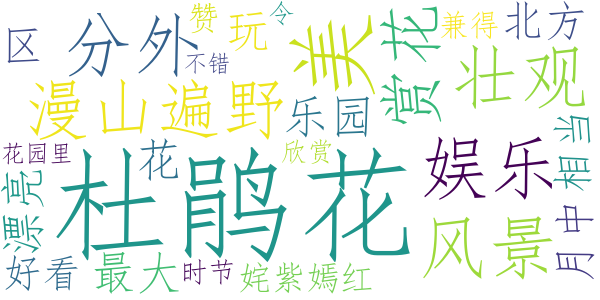 区
分外
赞
玩
令
不错
美
赏花
兼得
北方
漫山遍野
乐园
壮观
花园里
花
欣赏
杜鹃花
娱乐
相当
漂亮
风景
月中
好看
最大
时节
姹紫嫣红